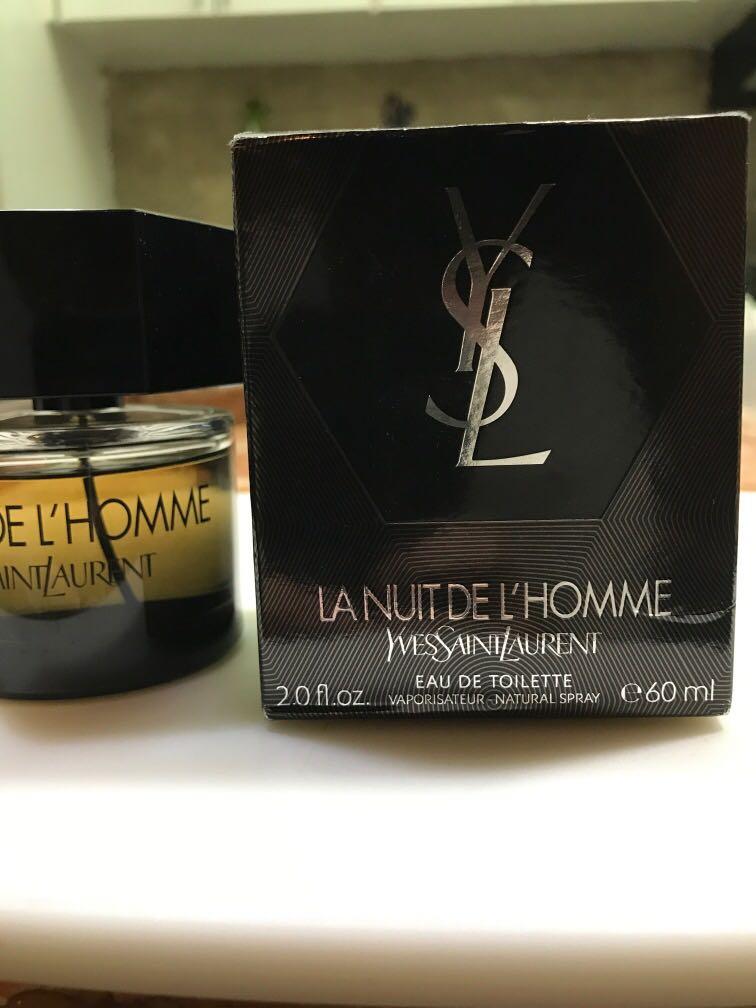 YSL
LA NUIT DE L'HOMME
YVES SAINT LAURENT
EAU DE TOILETTE
2.0 fl.oz. VAPORISATEUR - NATURAL SPRAY e 60 ml
DE L'HOMME
AINT LAURENT